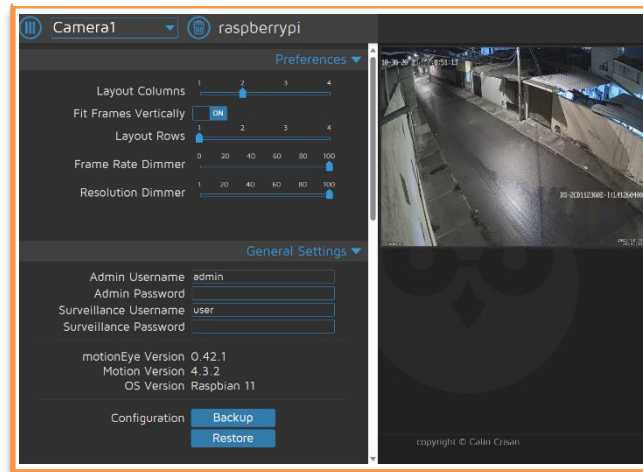 Camera1 raspberrypi
Preferences
Layout Columns 1 2 3 4
Fit Frames Vertically ON
Layout Rows 1 2 3 4
Frame Rate Dimmer 0 20 40 60 80 100
Resolution Dimmer 1 20 40 60 80 100
General Settings
Admin Username admin
Admin Password
Surveillance Username user
Surveillance Password
motionEye Version 0.42.1
Motion Version 4.3.2
OS Version Raspbian 11
Configuration Backup
Restore
copyright © Calin Crisan